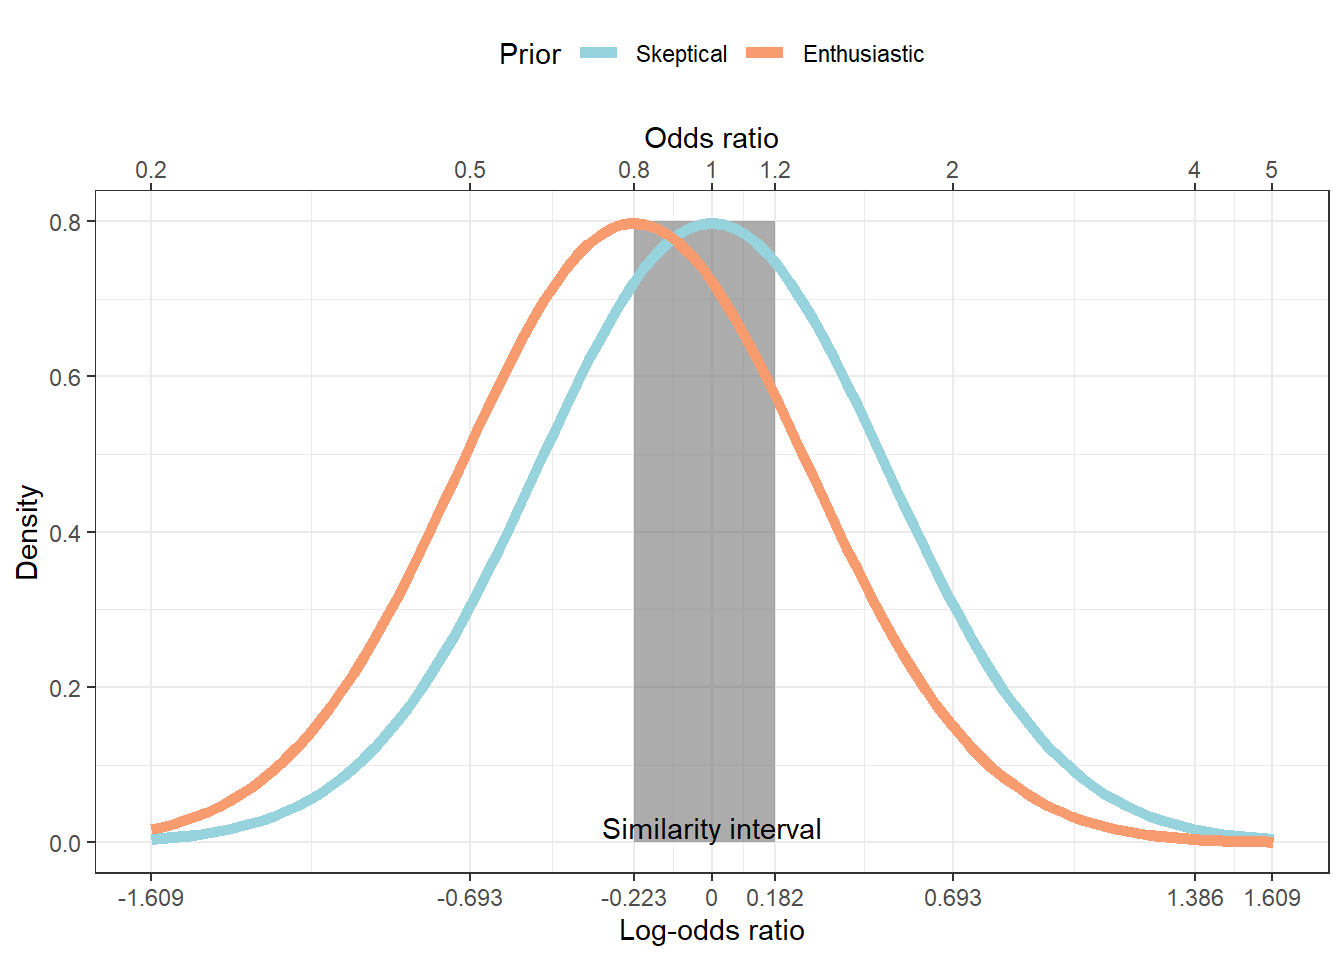 Prior Skeptical Enthusiastic
Odds ratio
0.2 0.5 0.8 1 1.2 2 4 5
0.8
0.6
0.4
0.2
0.0
Density
Similarity interval
-1.609 -0.693 -0.223 0 0.182 0.693 1.386 1.609
Log-odds ratio